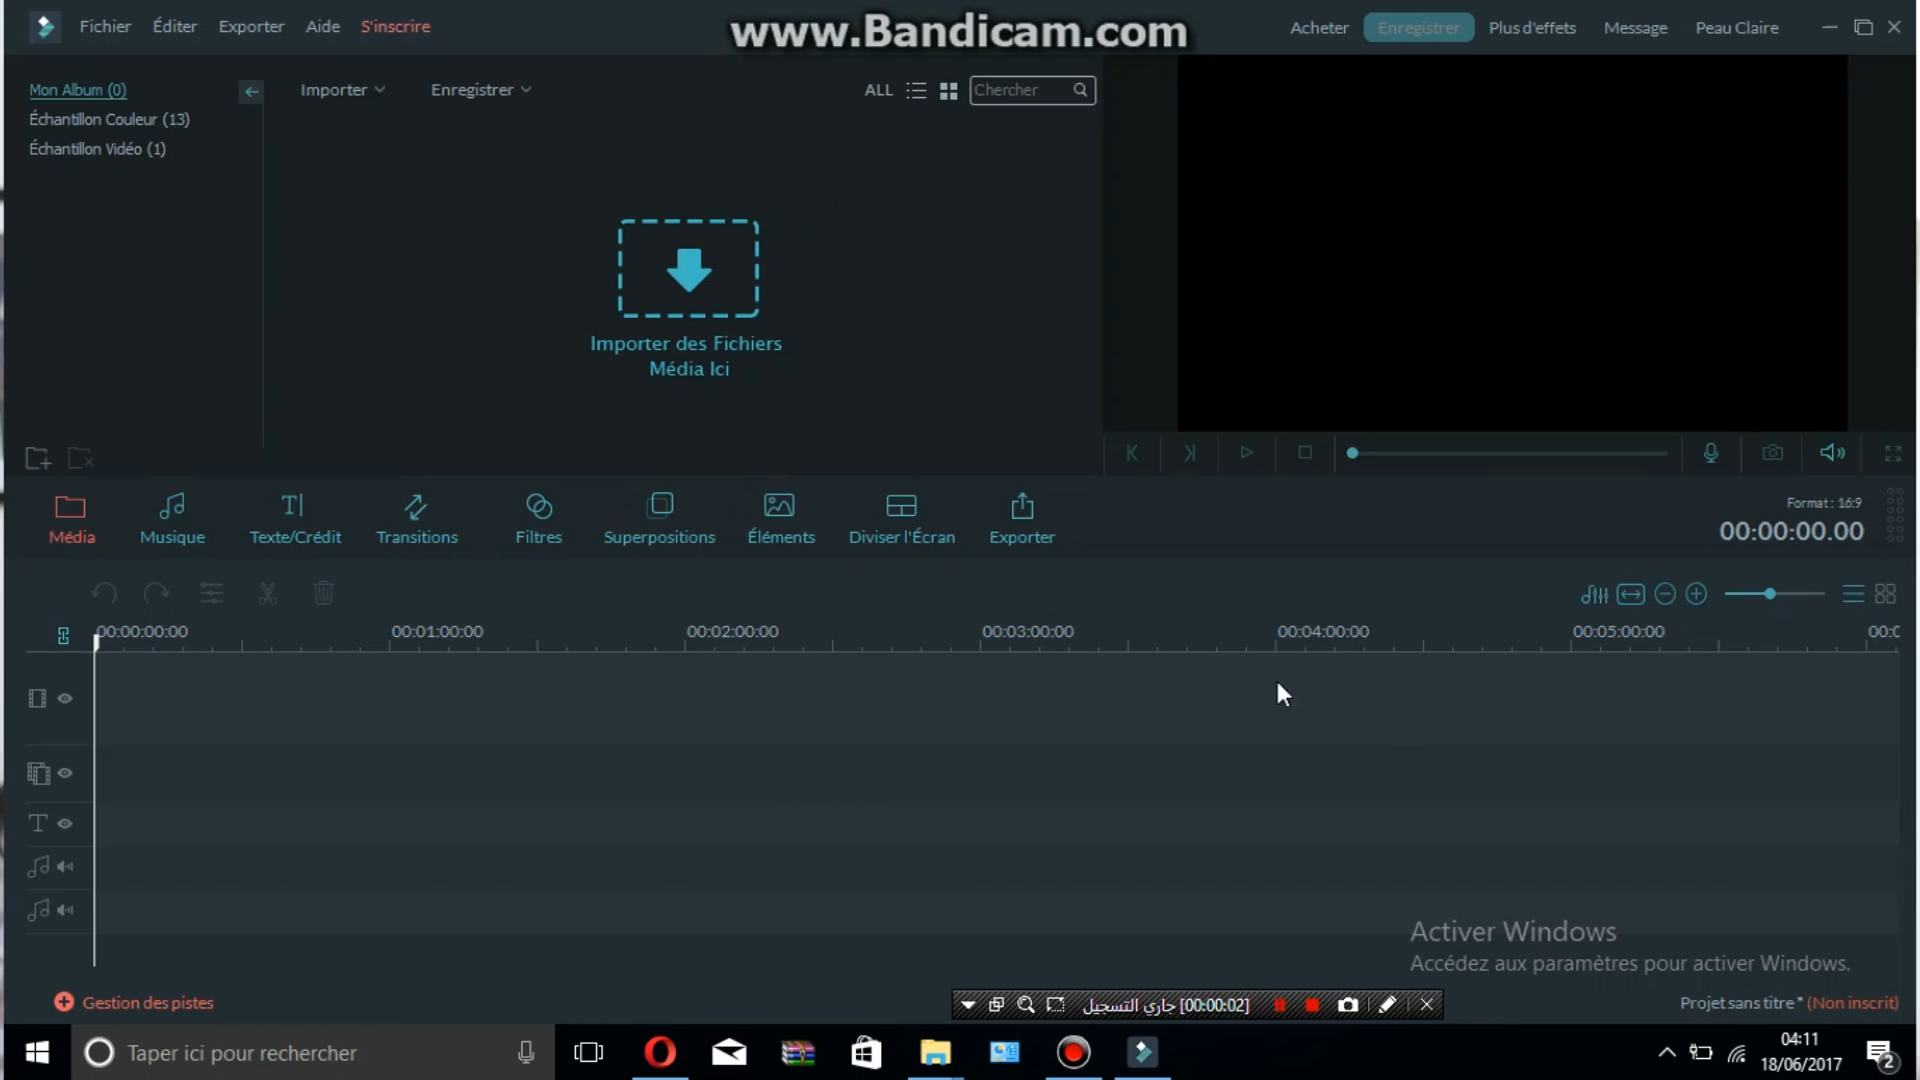 Fichier Éditer Exporter Aide S'inscrire
www.Bandicam.com
Acheter Enregistrer Plus d'effets Message Peau Claire
Mon Album (0)
Importer Enregistrer ALL Chercher
Échantillon Couleur (13)
Échantillon Vidéo (1)
Importer des Fichiers
Média Ici
Média Musique Texte/Crédit Transitions Filtres Superpositions Éléments Diviser l'Écran Exporter
Format : 16:9
00:00:00.00
00:00:00:00 00:01:00:00 00:02:00:00 00:03:00:00 00:04:00:00 00:05:00:00
Activer Windows
Accédez aux paramètres pour activer Windows.
Gestion des pistes
جاري التسجيل [00:00:02]
Projet sans titre * (Non inscrit)
Taper ici pour rechercher
04:11
18/06/2017
2